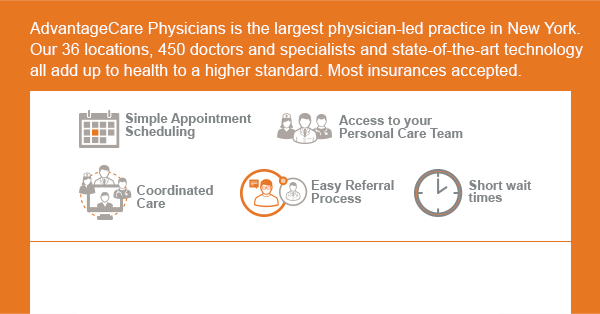 AdvantageCare Physicians is the largest physician-led practice in New York.
Our 36 locations, 450 doctors and specialists and state-of-the-art technology
all add up to health to a higher standard. Most insurances accepted.
Simple Appointment
Scheduling
Access to your
Personal Care Team
Coordinated
Care
Easy Referral
Process
Short wait
times